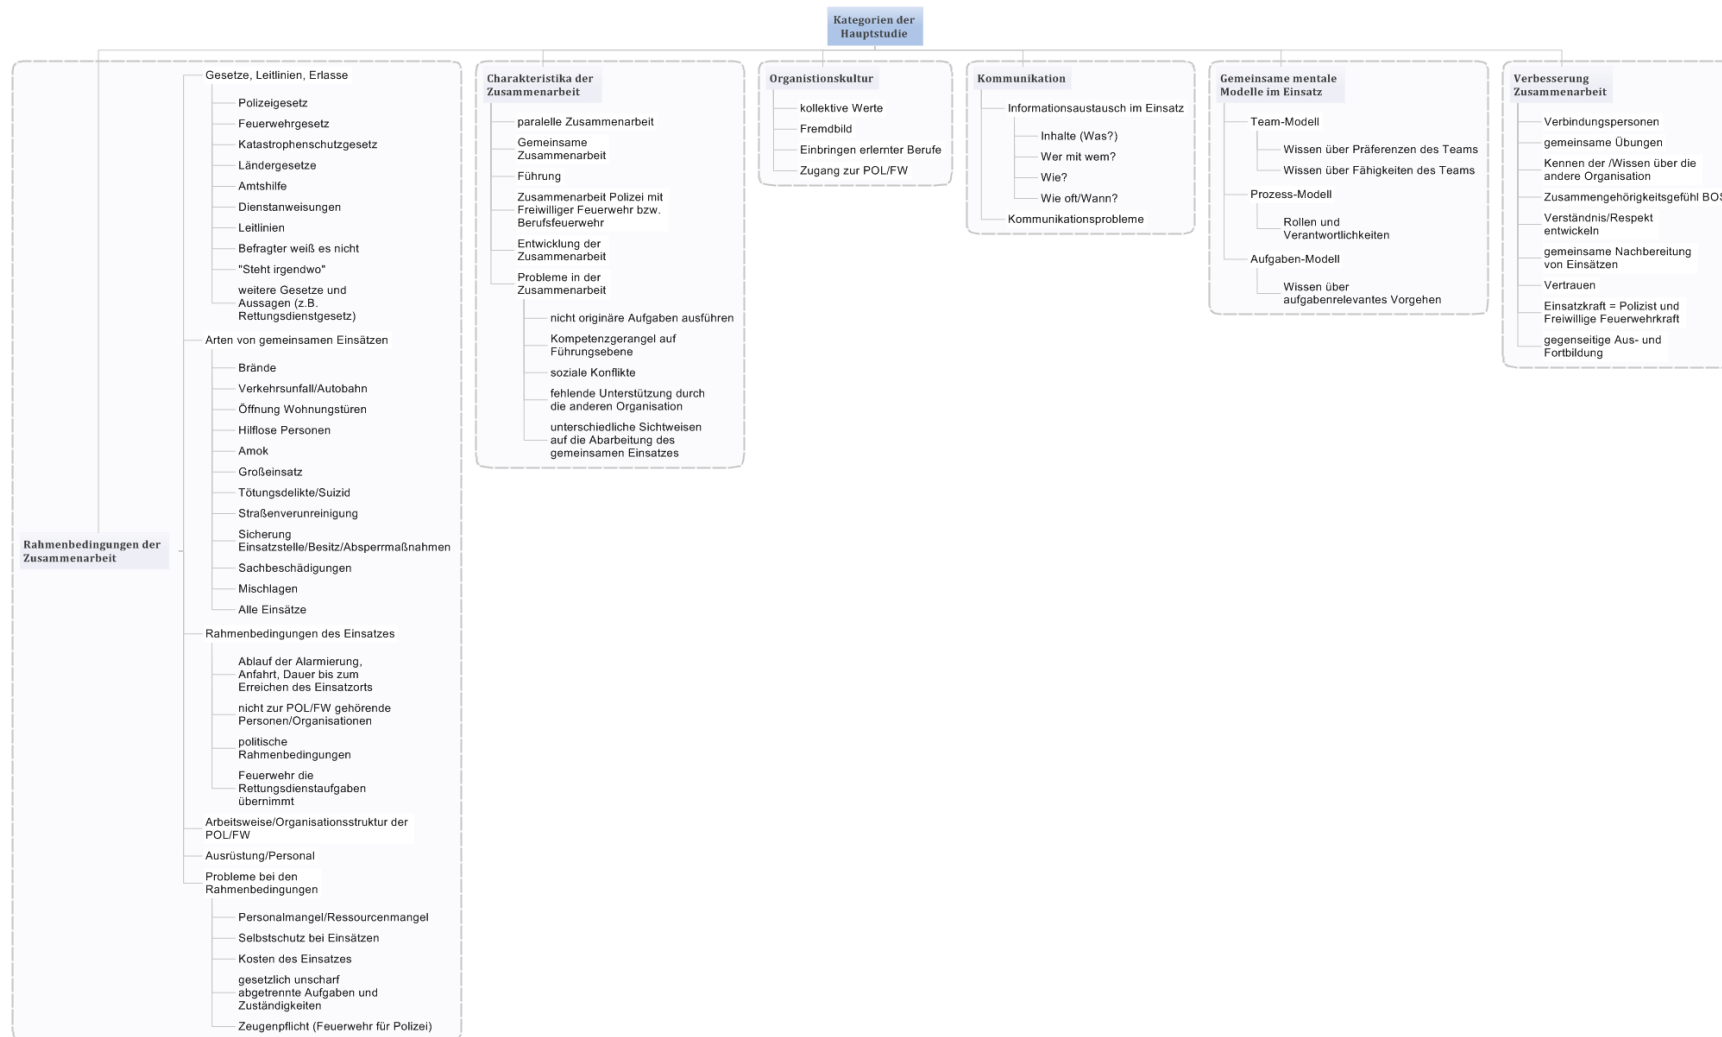 Kategorien der
Hauptstudie
Rahmenbedingungen der
Zusammenarbeit
Gesetze, Leitlinien, Erlasse
Polizeigesetz
Feuerwehrgesetz
Katastrophenschutzgesetz
Ländergesetze
Amtshilfe
Dienstanweisungen
Leitlinien
Befragter weiß es nicht
"Steht irgendwo"
weitere Gesetze und
Aussagen (z.B.
Rettungsdienstgesetz)
Arten von gemeinsamen Einsätzen
Brände
Verkehrsunfall/Autobahn
Öffnung Wohnungstüren
Hilflose Personen
Amok
Großeinsatz
Tötungsdelikte/Suizid
Straßenverunreinigung
Sicherung
Einsatzstelle/Besitz/Absperrmaßnahmen
Sachbeschädigungen
Mischlagen
Alle Einsätze
Rahmenbedingungen des Einsatzes
Ablauf der Alarmierung,
Anfahrt, Dauer bis zum
Erreichen des Einsatzorts
nicht zur POL/FW gehörende
Personen/Organisationen
politische
Rahmenbedingungen
Feuerwehr die
Rettungsdienstaufgaben
übernimmt
Arbeitsweise/Organisationsstruktur der
POL/FW
Ausrüstung/Personal
Probleme bei den
Rahmenbedingungen
Personalmangel/Ressourcenmangel
Selbstschutz bei Einsätzen
Kosten des Einsatzes
gesetzlich unscharf
abgetrennte Aufgaben und
Zuständigkeiten
Zeugenpflicht (Feuerwehr für Polizei)
Charakteristika der
Zusammenarbeit
paralelle Zusammenarbeit
Gemeinsame
Zusammenarbeit
Führung
Zusammenarbeit Polizei mit
Freiwilliger Feuerwehr bzw.
Berufsfeuerwehr
Entwicklung der
Zusammenarbeit
Probleme in der
Zusammenarbeit
nicht originäre Aufgaben ausführen
Kompetenzgerangel auf
Führungsebene
soziale Konflikte
fehlende Unterstützung durch
die anderen Organisation
unterschiedliche Sichtweisen
auf die Abarbeitung des
gemeinsamen Einsatzes
Organistionskultur
kollektive Werte
Fremdbild
Einbringen erlernter Berufe
Zugang zur POL/FW
Kommunikation
Informationsaustausch im Einsatz
Inhalte (Was?)
Wer mit wem?
Wie?
Wie oft/Wann?
Kommunikationsprobleme
Gemeinsame mentale
Modelle im Einsatz
Team-Modell
Wissen über Präferenzen des Teams
Wissen über Fähigkeiten des Teams
Prozess-Modell
Rollen und
Verantwortlichkeiten
Aufgaben-Modell
Wissen über
aufgabenrelevantes Vorgehen
Verbesserung
Zusammenarbeit
Verbindungspersonen
gemeinsame Übungen
Kennen der /Wissen über die
andere Organisation
Zusammengehörigkeitsgefühl BOS
Verständnis/Respekt
entwickeln
gemeinsame Nachbereitung
von Einsätzen
Vertrauen
Einsatzkraft = Polizist und
Freiwillige Feuerwehrkraft
gegenseitige Aus- und
Fortbildung